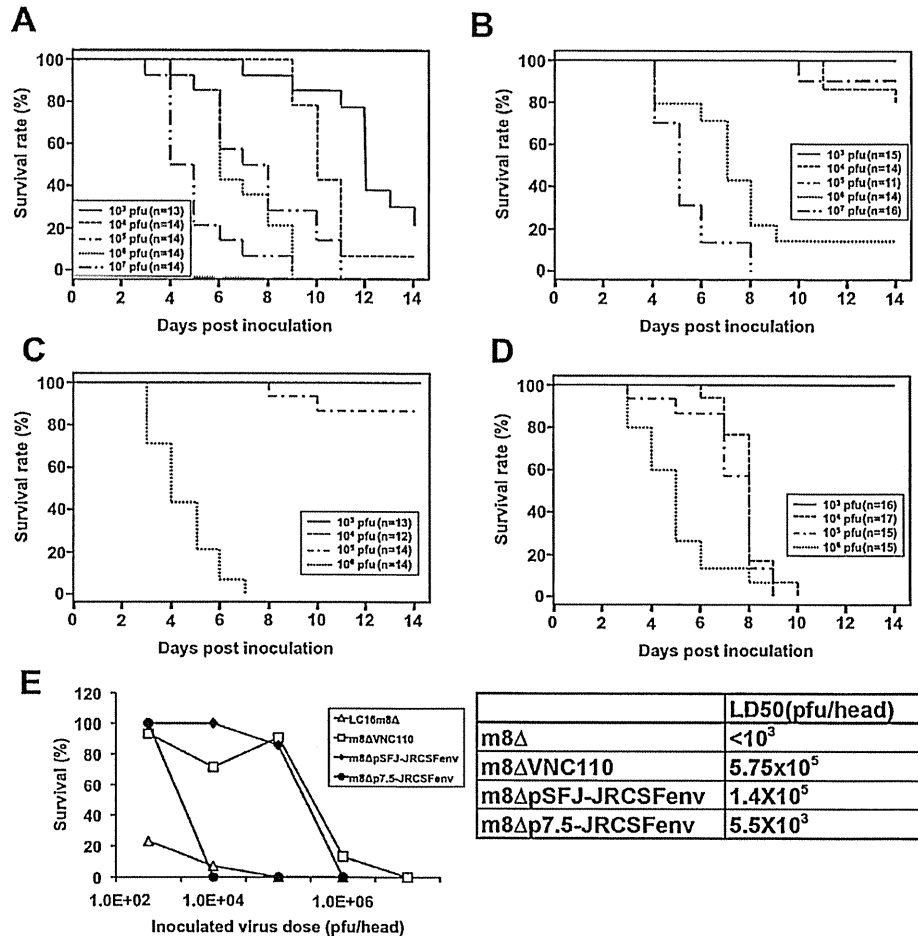 A
Survival rate (%)
100
80
60
40
20
0
10³ pfu (n=13)
10⁴ pfu (n=14)
10⁵ pfu (n=14)
10⁶ pfu (n=14)
10⁷ pfu (n=14)
0 2 4 6 8 10 12 14
Days post inoculation
B
Survival rate (%)
100
80
60
40
20
0
10³ pfu (n=15)
10⁴ pfu (n=14)
10⁵ pfu (n=11)
10⁶ pfu (n=14)
10⁷ pfu (n=16)
0 2 4 6 8 10 12 14
Days post inoculation
C
Survival rate (%)
100
80
60
40
20
0
10³ pfu (n=13)
10⁴ pfu (n=12)
10⁵ pfu (n=14)
10⁶ pfu (n=14)
0 2 4 6 8 10 12 14
Days post inoculation
D
Survival rate (%)
100
80
60
40
20
0
10³ pfu (n=16)
10⁴ pfu (n=17)
pfu (n=15)
10⁶ pfu (n=15)
0 2 4 6 8 10 12 14
Days post inoculation
E
Survival (%)
120
100
80
60
40
20
0
LC16m8Δ
m8ΔVNC110
m8ΔpSFJ-JRCSFenv
m8Δp7.5-JRCSFenv
1.0E+02 1.0E+04 1.0E+06
Inoculated virus dose (pfu/head)
LD50(pfu/head)
m8Δ <10³
m8ΔVNC110 5.75x10⁵
m8ΔpSFJ-JRCSFenv 1.4X10⁵
m8Δp7.5-JRCSFenv 5.5X10³